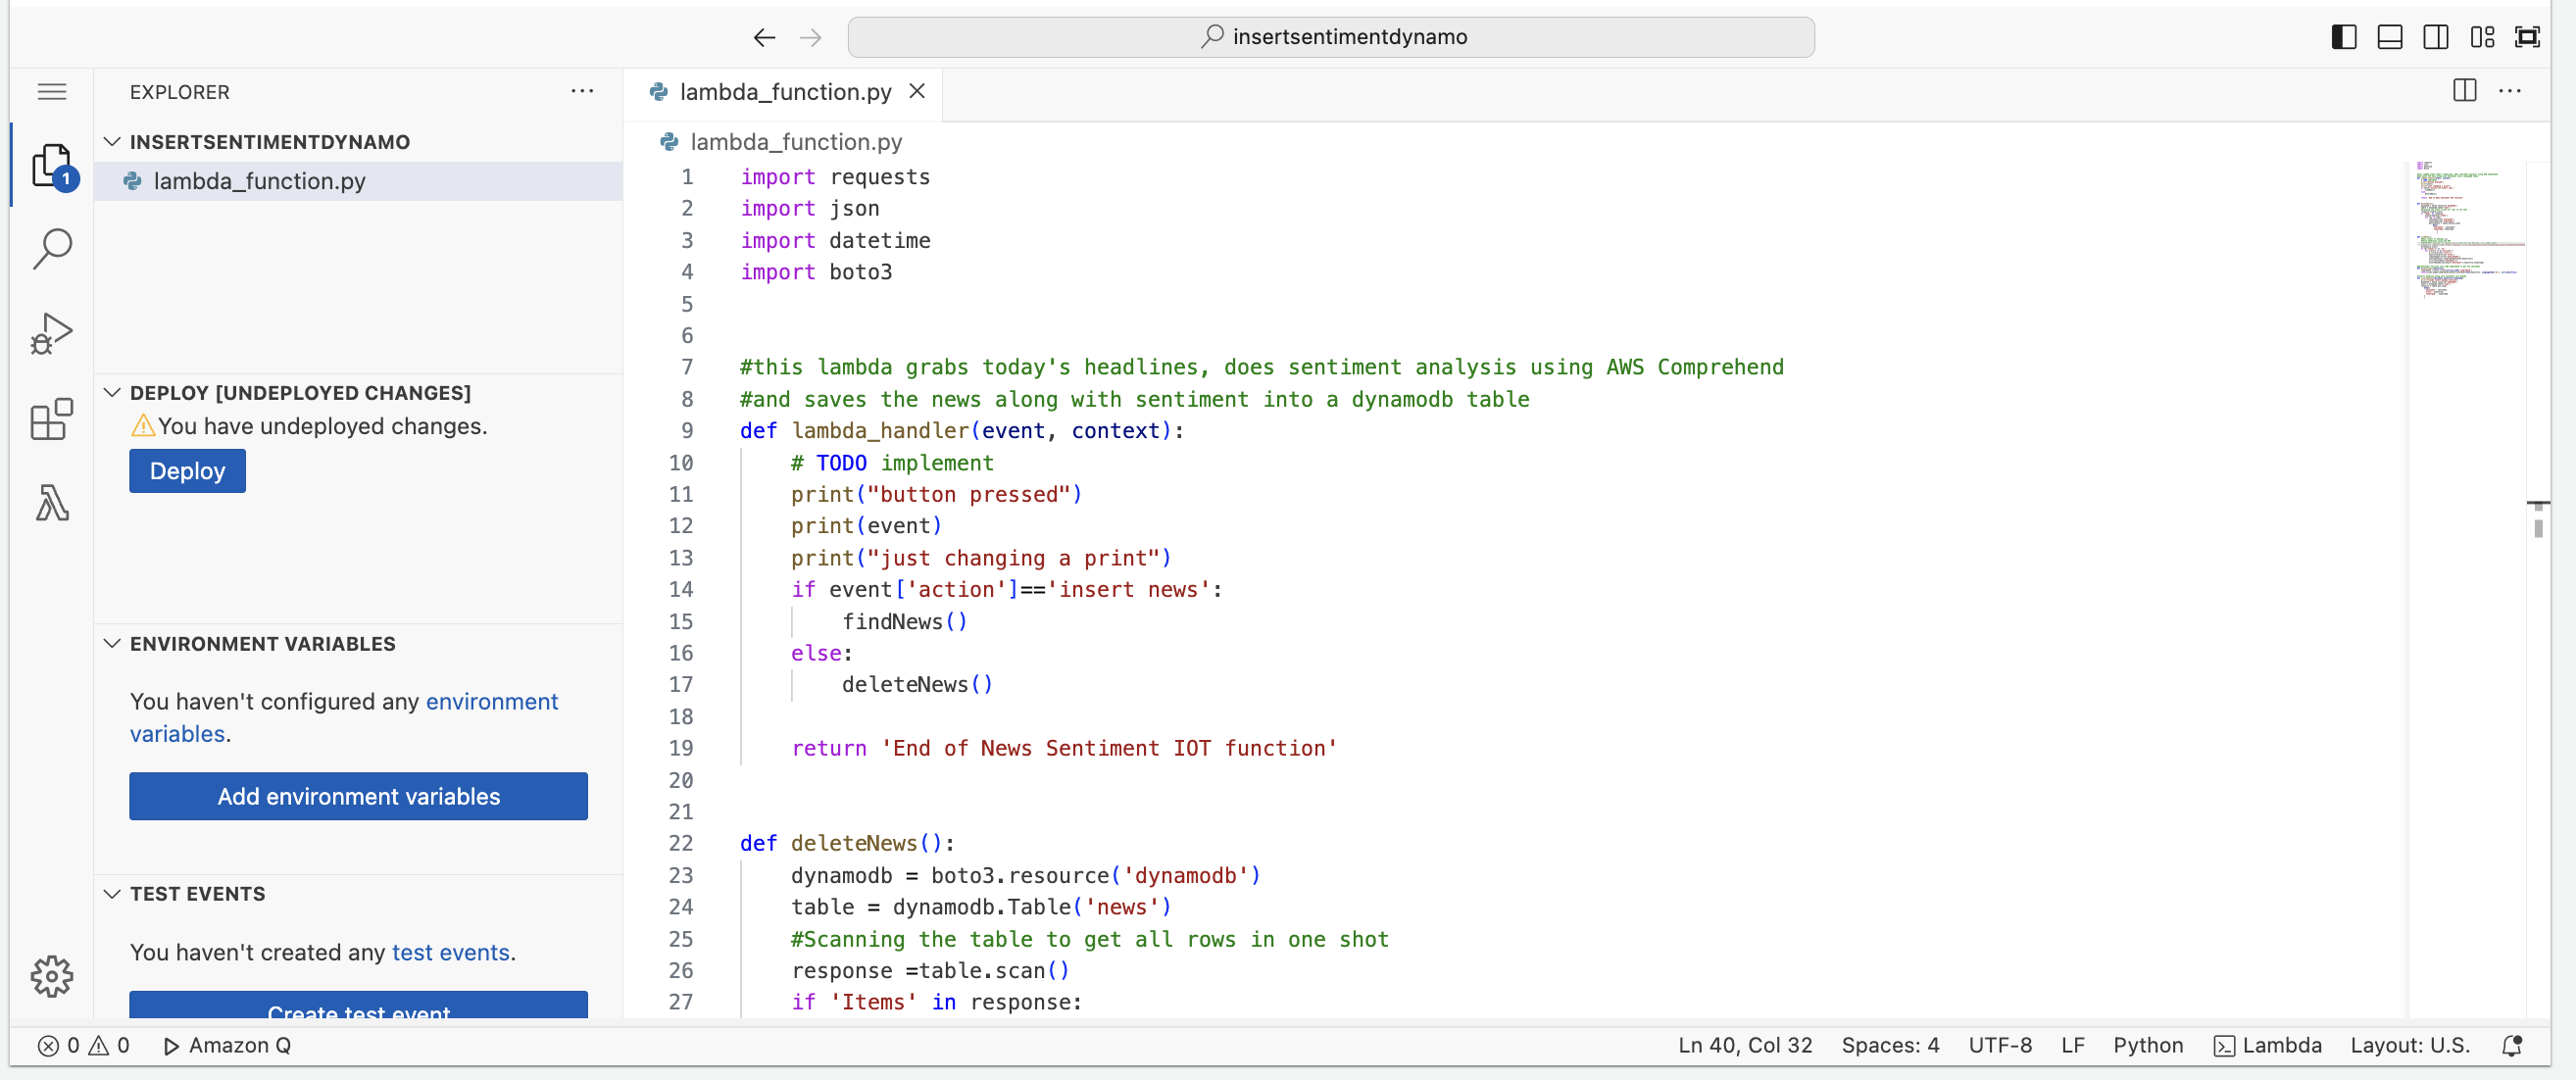 insertsentimentdynamo
EXPLORER
INSERTSENTIMENTDYNAMO
lambda_function.py
1
DEPLOY [UNDEPLOYED CHANGES]
You have undeployed changes.
Deploy
ENVIRONMENT VARIABLES
You haven't configured any environment
variables.
Add environment variables
TEST EVENTS
You haven't created any test events.
Create test event
lambda_function.py
lambda_function.py
1 import requests
2 import json
3 import datetime
4 import boto3
5
6
7 #this lambda grabs today's headlines, does sentiment analysis using AWS Comprehend
8 #and saves the news along with sentiment into a dynamodb table
9 def lambda_handler(event, context):
10     # TODO implement
11     print("button pressed")
12     print(event)
13     print("just changing a print")
14     if event['action']=='insert news':
15         findNews()
16     else:
17         deleteNews()
18
19     return 'End of News Sentiment IOT function'
20
21
22 def deleteNews():
23     dynamodb = boto3.resource('dynamodb')
24     table = dynamodb.Table('news')
25     #Scanning the table to get all rows in one shot
26     response =table.scan()
27     if 'Items' in response:
0 0 Amazon Q Ln 40, Col 32 Spaces: 4 UTF-8 LF Python Lambda Layout: U.S.